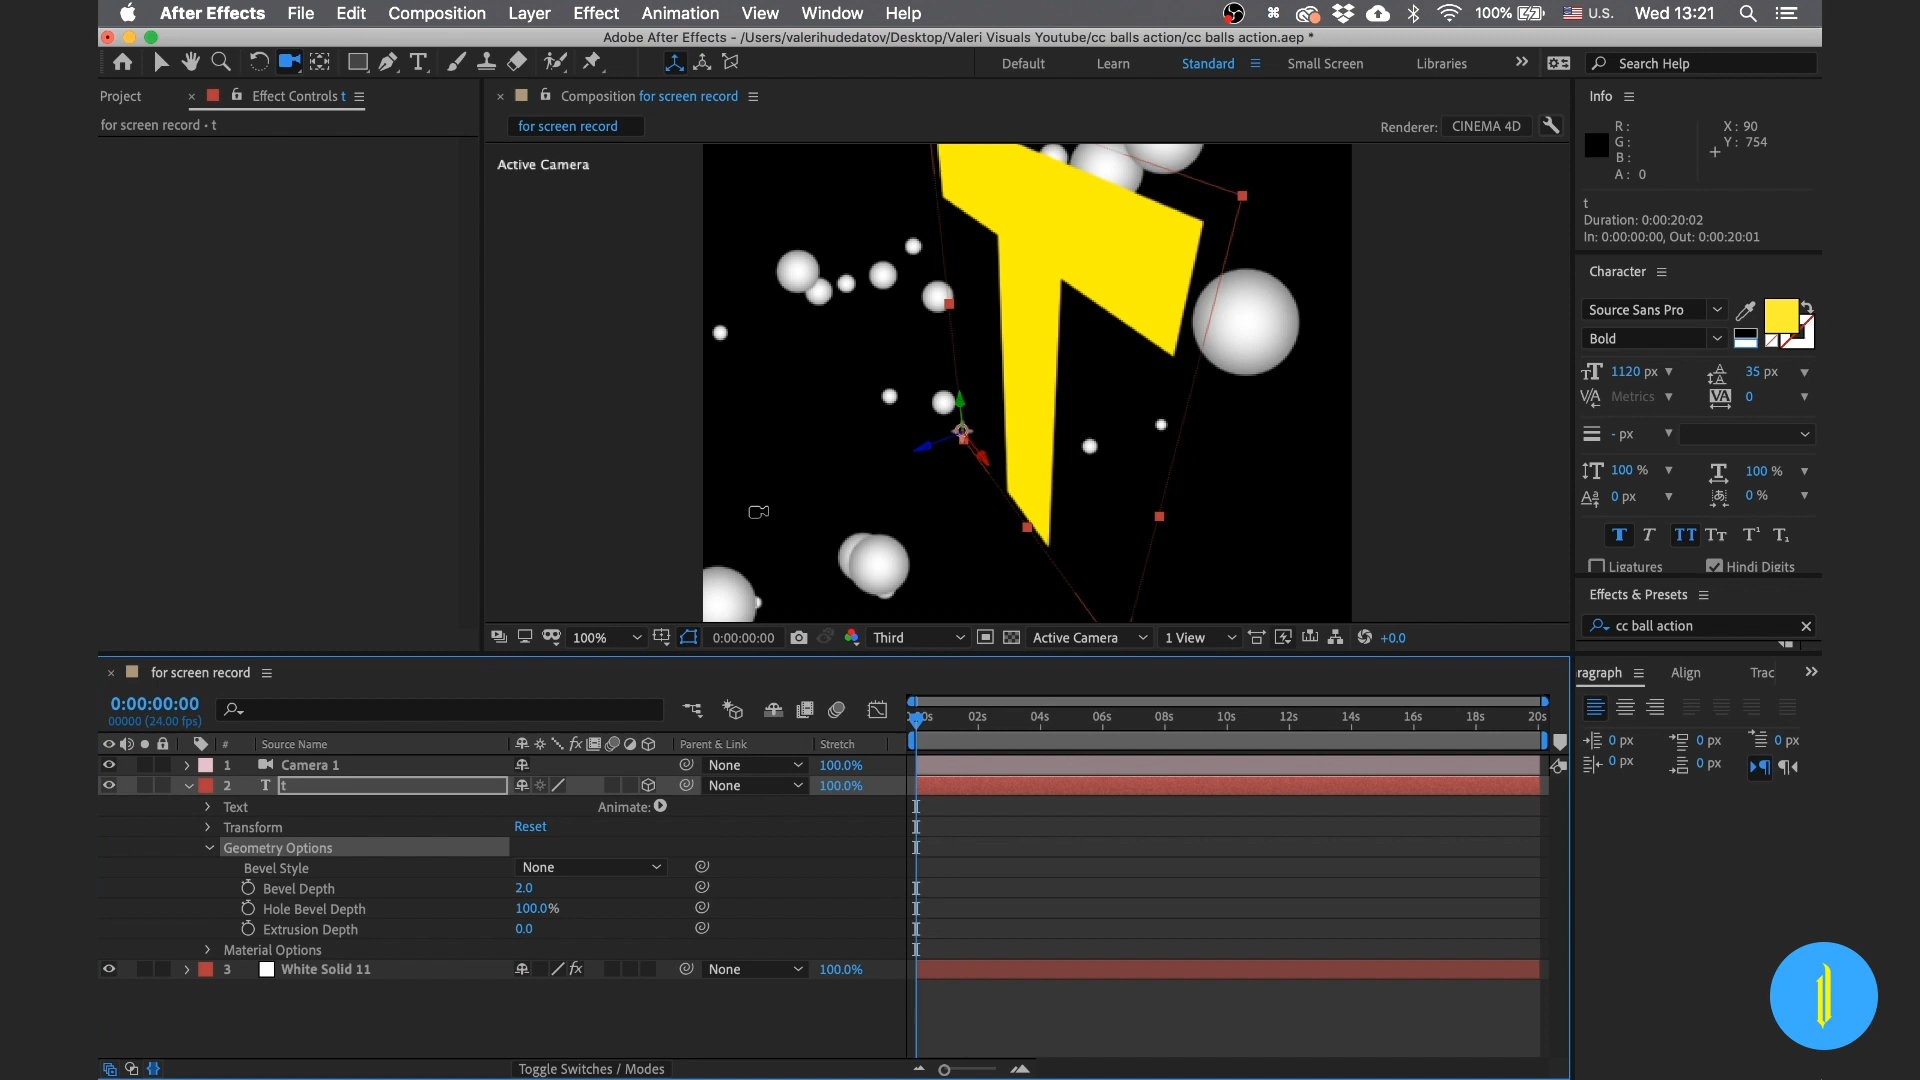 After Effects File Edit Composition Layer Effect Animation View Window Help 100% U.S. Wed 13:21
Adobe After Effects - /Users/valerihudedatov/Desktop/Valeri Visuals Youtube/cc balls action/cc balls action.aep *
Default Learn Standard Small Screen Libraries Search Help
Project Effect Controls t Composition for screen record Info
for screen record • t
for screen record Renderer: CINEMA 4D
Active Camera
R: X: 90
G: Y: 754
B:
A: 0
t
Duration: 0:00:20:02
In: 0:00:00:00, Out: 0:00:20:01
Character
Source Sans Pro
Bold
1120 px 35 px
Metrics 0
- px
100 % 100 %
0 px 0 %
T T TT Tт T¹ T₁
Ligatures Hindi Digits
Effects & Presets
cc ball action
100% 0:00:00:00 Third Active Camera 1 View +0.0
for screen record
ragraph Align Trac
0:00:00:00
00000 (24.00 fps)
0 px 0 px 0 px
0 px 0 px
02s 04s 06s 08s 10s 12s 14s 16s 18s 20s
# Source Name fx Parent & Link Stretch
1 Camera 1 None 100.0%
2 T t None 100.0%
Text Animate:
Transform Reset
Geometry Options
Bevel Style None
Bevel Depth 2.0
Hole Bevel Depth 100.0%
Extrusion Depth 0.0
Material Options
3 White Solid 11 fx None 100.0%
Toggle Switches / Modes